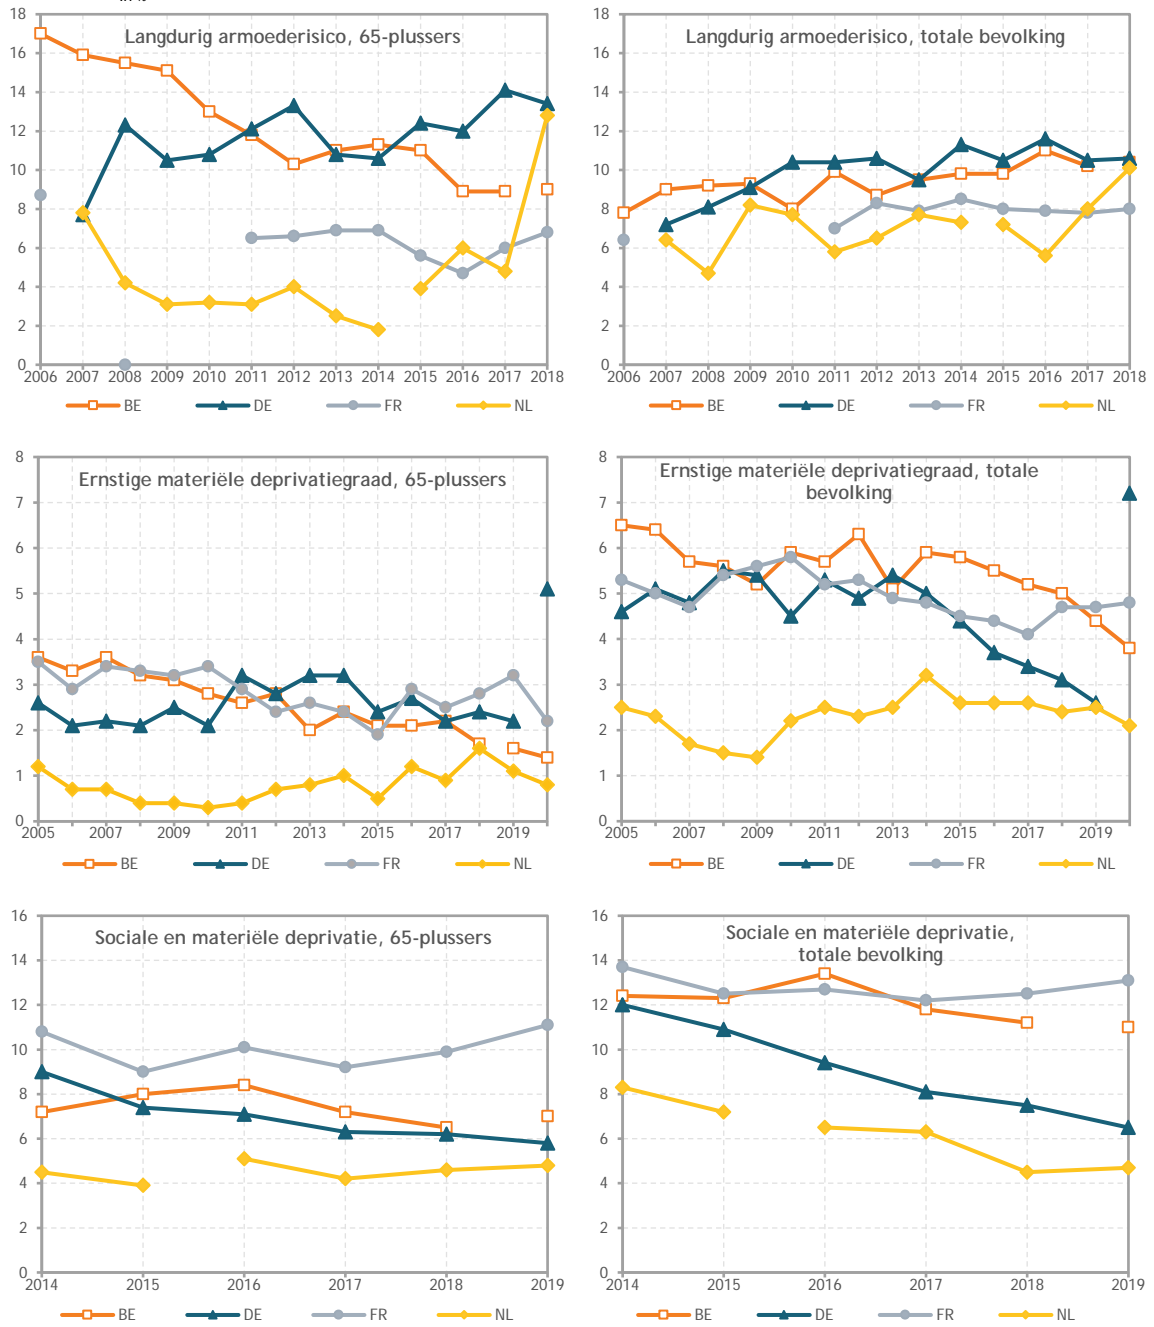 in %
Langdurig armoederisico, 65-plussers
18
16
14
12
10
8
6
4
2
0
2006 2007 2008 2009 2010 2011 2012 2013 2014 2015 2016 2017 2018
BE DE FR NL
Langdurig armoederisico, totale bevolking
18
16
14
12
10
8
6
4
2
0
2006 2007 2008 2009 2010 2011 2012 2013 2014 2015 2016 2017 2018
BE DE FR NL
Ernstige materiële deprivatiegraad, 65-plussers
8
7
6
5
4
3
2
1
0
2005 2007 2009 2011 2013 2015 2017 2019
BE DE FR NL
Ernstige materiële deprivatiegraad, totale
bevolking
8
7
6
5
4
3
2
1
0
2005 2007 2009 2011 2013 2015 2017 2019
BE DE FR NL
Sociale en materiële deprivatie, 65-plussers
16
14
12
10
8
6
4
2
0
2014 2015 2016 2017 2018 2019
BE DE FR NL
Sociale en materiële deprivatie,
totale bevolking
16
14
12
10
8
6
4
2
0
2014 2015 2016 2017 2018 2019
BE DE FR NL